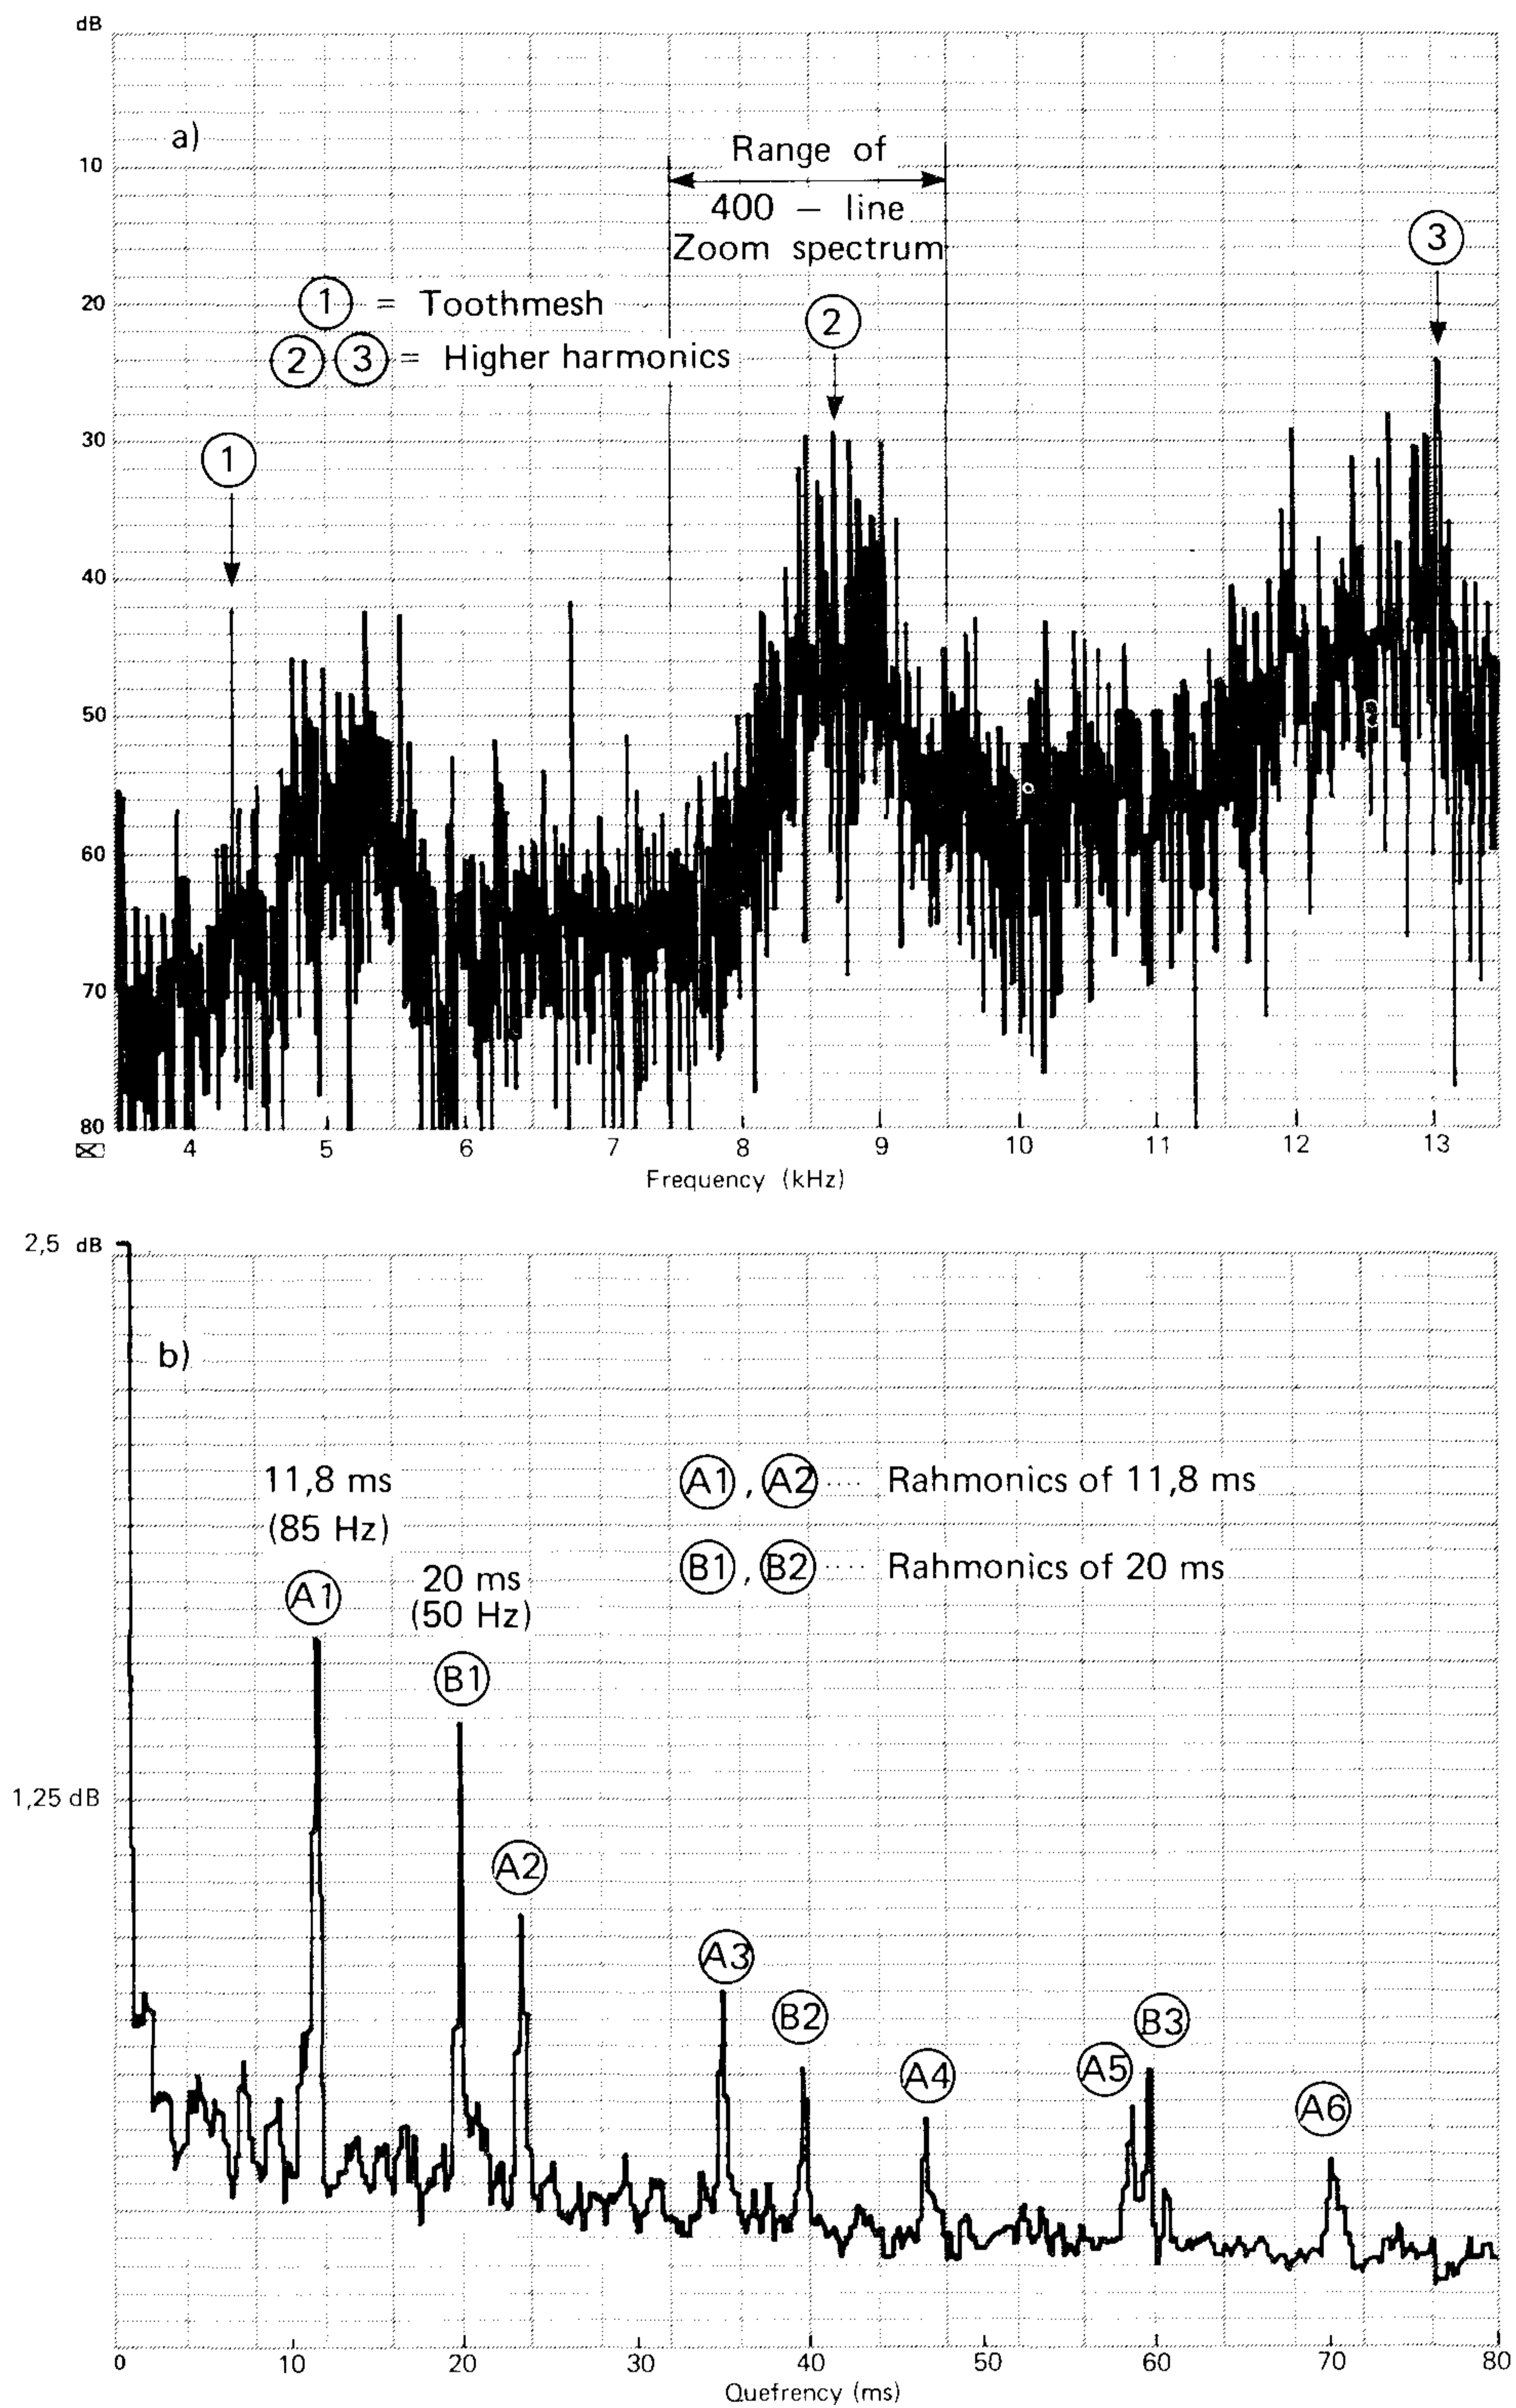 dB
a)
Range of
400 – line
Zoom spectrum
10
20
30
40
50
60
70
80
① = Toothmesh
② ③ = Higher harmonics
1
2
3
4 5 6 7 8 9 10 11 12 13
Frequency (kHz)
2,5 dB
b)
1,25 dB
11,8 ms
(85 Hz)
A1
20 ms
(50 Hz)
B1
A1 , A2 .... Rahmonics of 11,8 ms
B1 , B2 .... Rahmonics of 20 ms
A2
A3
B2
A4
A5
B3
A6
0 10 20 30 40 50 60 70 80
Quefrency (ms)